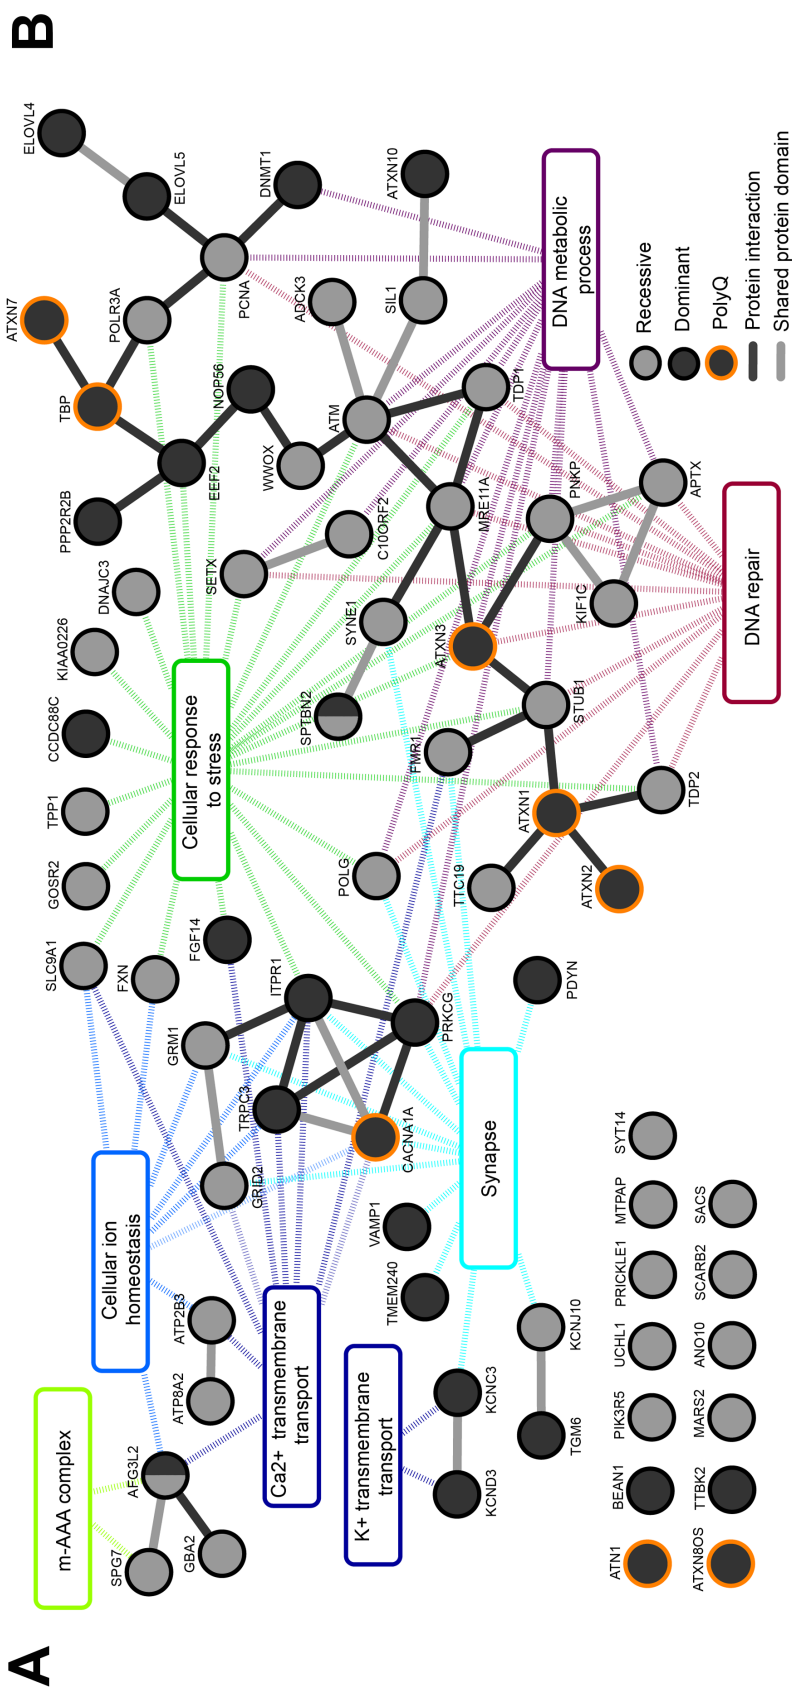 A
B
m-AAA complex
SPG7
AFG3L2
GBA2
Cellular ion
homeostasis
ATP8A2
ATP2B3
Ca2+ transmembrane
transport
K+ transmembrane
transport
KCND3
KCNC3
TGM6
KCNJ10
TMEM240
VAMP1
Synapse
PDYN
SLC9A1
FXN
FGF14
GRM1
GRID2
ITPR1
TRPC3
CACNA1A
PRKCG
GOSR2
TPP1
CCDC88C
KIAA0226
DNAJC3
Cellular response
to stress
POLG
SPTBN2
SYNE1
SETX
C10ORF2
FMR1
TTC19
ATXN1
ATXN2
TDP2
STUB1
ATXN3
MRE11A
PNKP
KIF1C
APTX
TDP1
ATM
WWOX
NOP56
EEF2
PPP2R2B
TBP
ATXN7
POLR3A
PCNA
ELOVL5
ELOVL4
DNMT1
ADCK3
SIL1
ATXN10
DNA metabolic
process
DNA repair
ATN1
BEAN1
PIK3R5
UCHL1
PRICKLE1
MTPAP
SYT14
ATXN8OS
TTBK2
MARS2
ANO10
SCARB2
SACS
Recessive
Dominant
PolyQ
Protein interaction
Shared protein domain